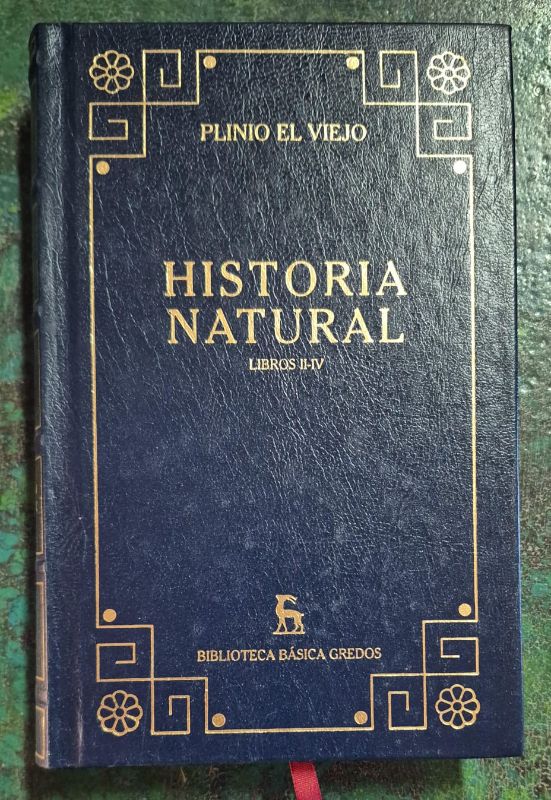 PLINIO EL VIEJO
HISTORIA
NATURAL
LIBROS II-IV
BIBLIOTECA BÁSICA GREDOS